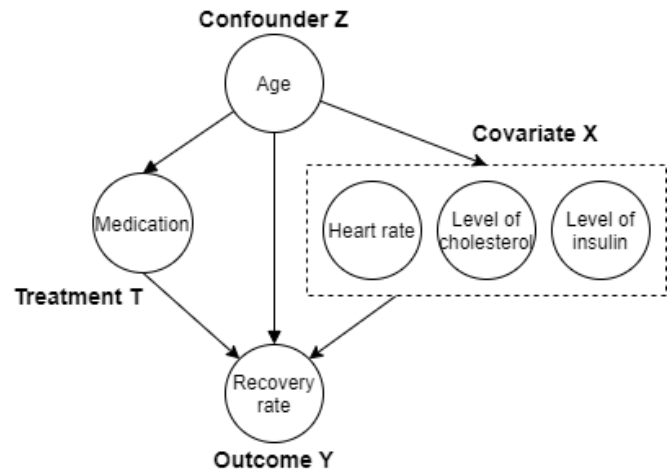 Confounder Z
Age
Covariate X
Medication
Heart rate
Level of
cholesterol
Level of
insulin
Treatment T
Recovery
rate
Outcome Y